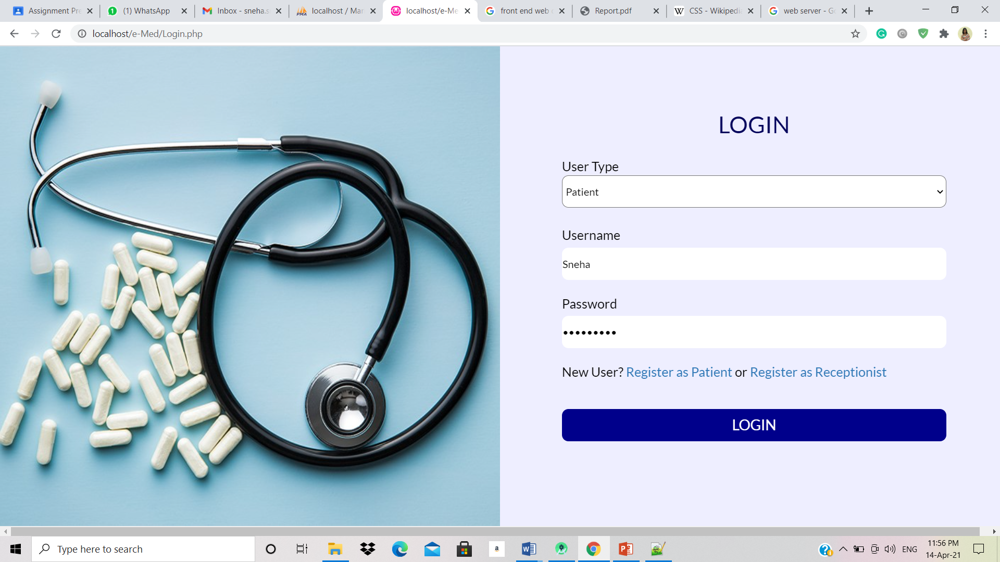 Assignment Pre
(1) WhatsApp
Inbox - sneha.s
localhost / Mar
localhost/e-Me
front end web
Report.pdf
CSS - Wikipedi
web server - Go
localhost/e-Med/Login.php
LOGIN
User Type
Patient
Username
Sneha
Password
•••••••••
New User? Register as Patient or Register as Receptionist
LOGIN
Type here to search
ENG
11:56 PM
14-Apr-21